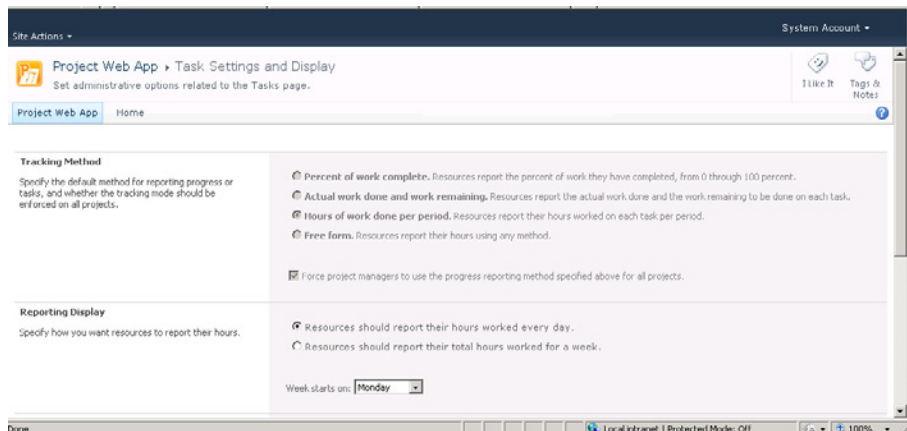 System Account
Site Actions
Project Web App ▸ Task Settings and Display
Set administrative options related to the Tasks page.
I Like It
Tags & Notes
Project Web App
Home
Tracking Method
Specify the default method for reporting progress or
tasks, and whether the tracking mode should be
enforced on all projects.
Percent of work complete. Resources report the percent of work they have completed, from 0 through 100 percent.
Actual work done and work remaining. Resources report the actual work done and the work remaining to be done on each task.
Hours of work done per period. Resources report their hours worked on each task per period.
Free form. Resources report their hours using any method.
Force project managers to use the progress reporting method specified above for all projects.
Reporting Display
Specify how you want resources to report their hours.
Resources should report their hours worked every day.
Resources should report their total hours worked for a week.
Week starts on: Monday
Done
Local intranet | Protected Mode: Off
100%